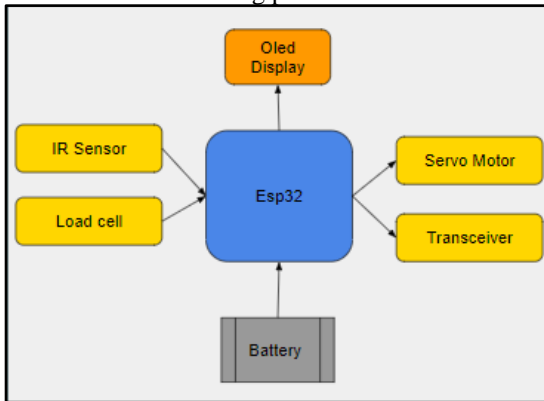 Oled
Display
IR Sensor
Esp32
Servo Motor
Load cell
Transceiver
Battery